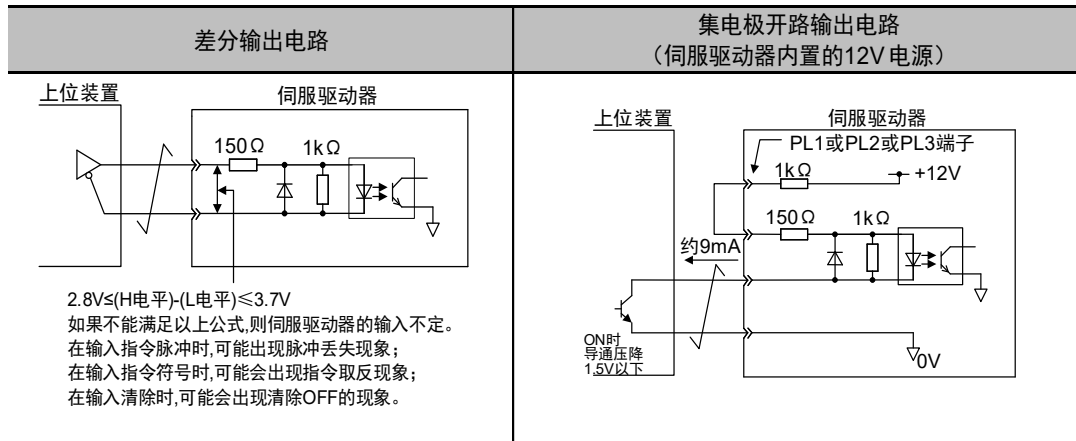 差分输出电路
集电极开路输出电路
（伺服驱动器内置的12V 电源）
上位装置
伺服驱动器
150Ω
1kΩ
2.8V≤(H电平)-(L电平)≤3.7V
如果不能满足以上公式,则伺服驱动器的输入不定。
在输入指令脉冲时,可能出现脉冲丢失现象；
在输入指令符号时,可能会出现指令取反现象；
在输入清除时,可能会出现清除OFF的现象。
上位装置
伺服驱动器
PL1或PL2或PL3端子
1kΩ
+12V
150Ω
1kΩ
约9mA
ON时
导通压降
1.5V以下
0V